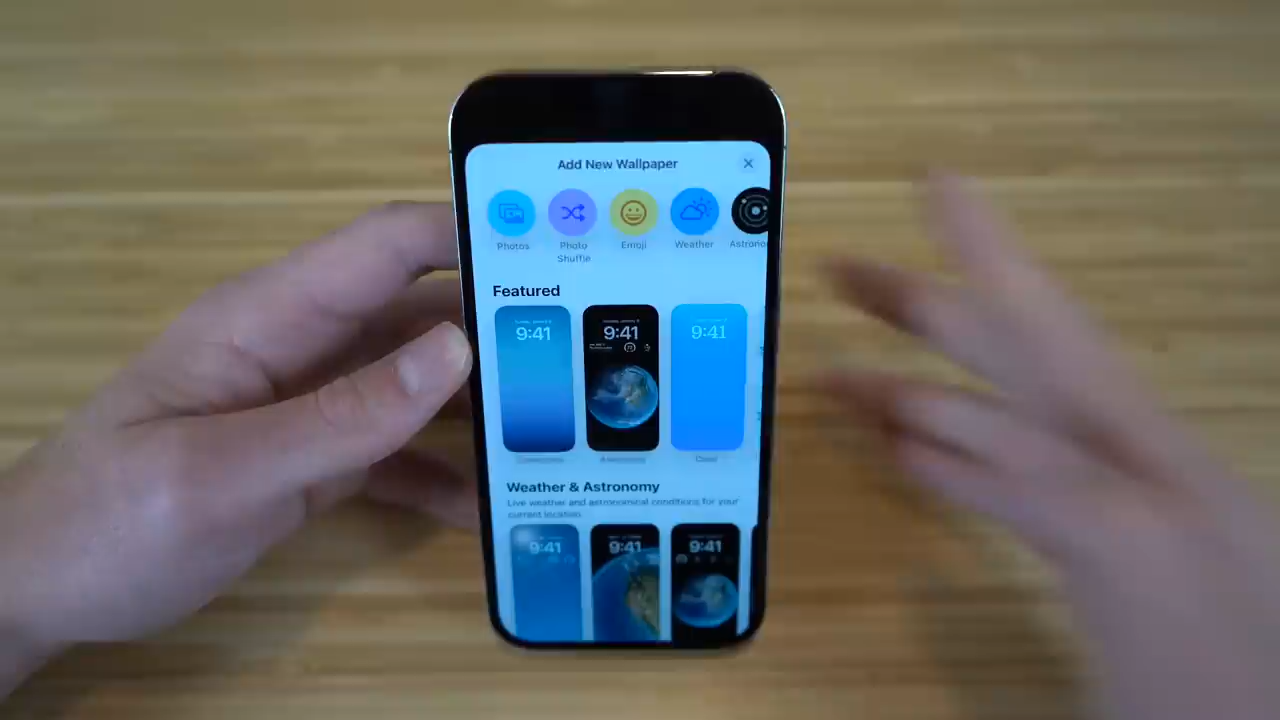 Add New Wallpaper
Photos
Photo
Shuffle
Emoji
Weather
Astrono
Featured
9:41
9:41
9:41
Weather & Astronomy
Live weather and astronomical conditions for your
current location.
9:41
9:41
9:41